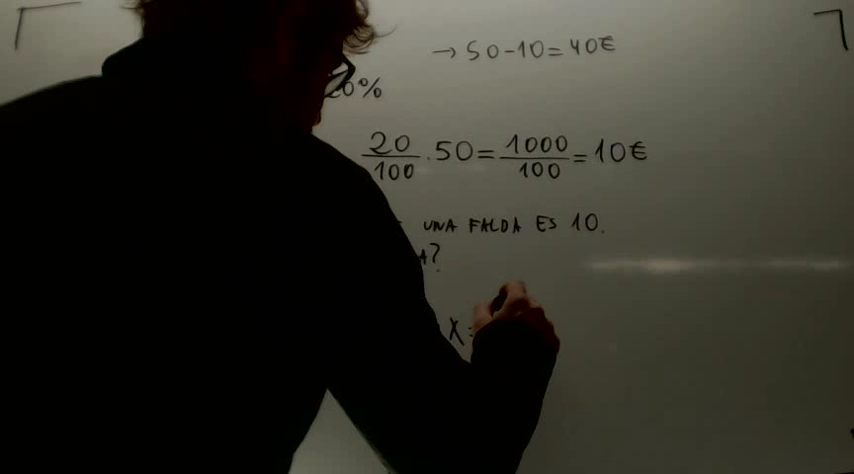 → 50-10=40€
20%
20/100 . 50 = 1000/100 = 10€
UNA FALDA ES 10.
A?
X =